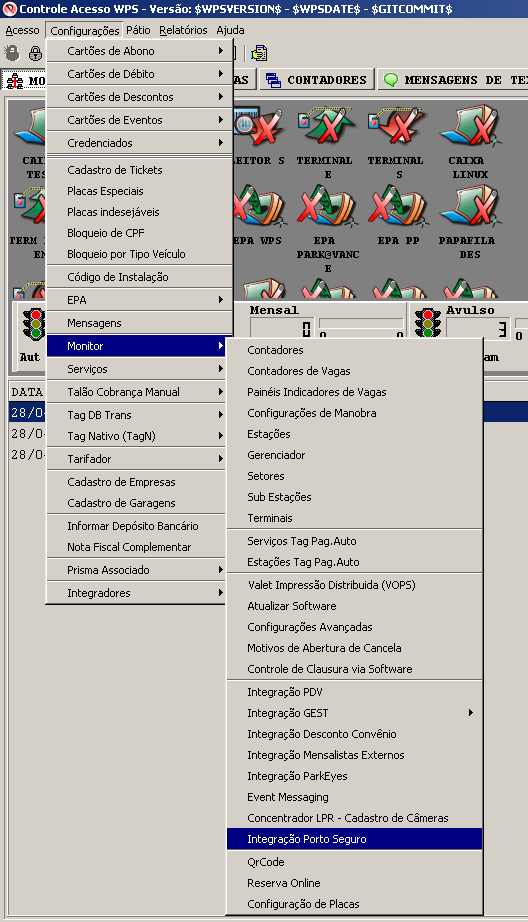 Controle Acesso WPS - Versão: $WPSVERSION$ - $WPSDATE$ - $GITCOMMIT$
Acesso Configurações Pátio Relatórios Ajuda
MO AS CONTADORES MENSAGENS DE TEX
CAI
TES
LEITOR S
TERMINAL
E
TERMINAL
S
CAIXA
LINUX
TERM
EN
EPA WPS
EPA
PARK@VANC
E
EPA PP
PAPAFILA
DES
Mensal
0
0
0
Avulso
3
0
Aut
am
DATA
28/0
28/0
28/0
Cartões de Abono
Cartões de Débito
Cartões de Descontos
Cartões de Eventos
Credenciados
Cadastro de Tickets
Placas Especiais
Placas indesejáveis
Bloqueio de CPF
Bloqueio por Tipo Veículo
Código de Instalação
EPA
Mensagens
Monitor
Serviços
Talão Cobrança Manual
Tag DB Trans
Tag Nativo (TagN)
Tarifador
Cadastro de Empresas
Cadastro de Garagens
Informar Depósito Bancário
Nota Fiscal Complementar
Prisma Associado
Integradores
Contadores
Contadores de Vagas
Painéis Indicadores de Vagas
Configurações de Manobra
Estações
Gerenciador
Setores
Sub Estações
Terminais
Serviços Tag Pag.Auto
Estações Tag Pag.Auto
Valet Impressão Distribuida (VOPS)
Atualizar Software
Configurações Avançadas
Motivos de Abertura de Cancela
Controle de Clausura via Software
Integração PDV
Integração GEST
Integração Desconto Convênio
Integração Mensalistas Externos
Integração ParkEyes
Event Messaging
Concentrador LPR - Cadastro de Câmeras
Integração Porto Seguro
QrCode
Reserva Online
Configuração de Placas